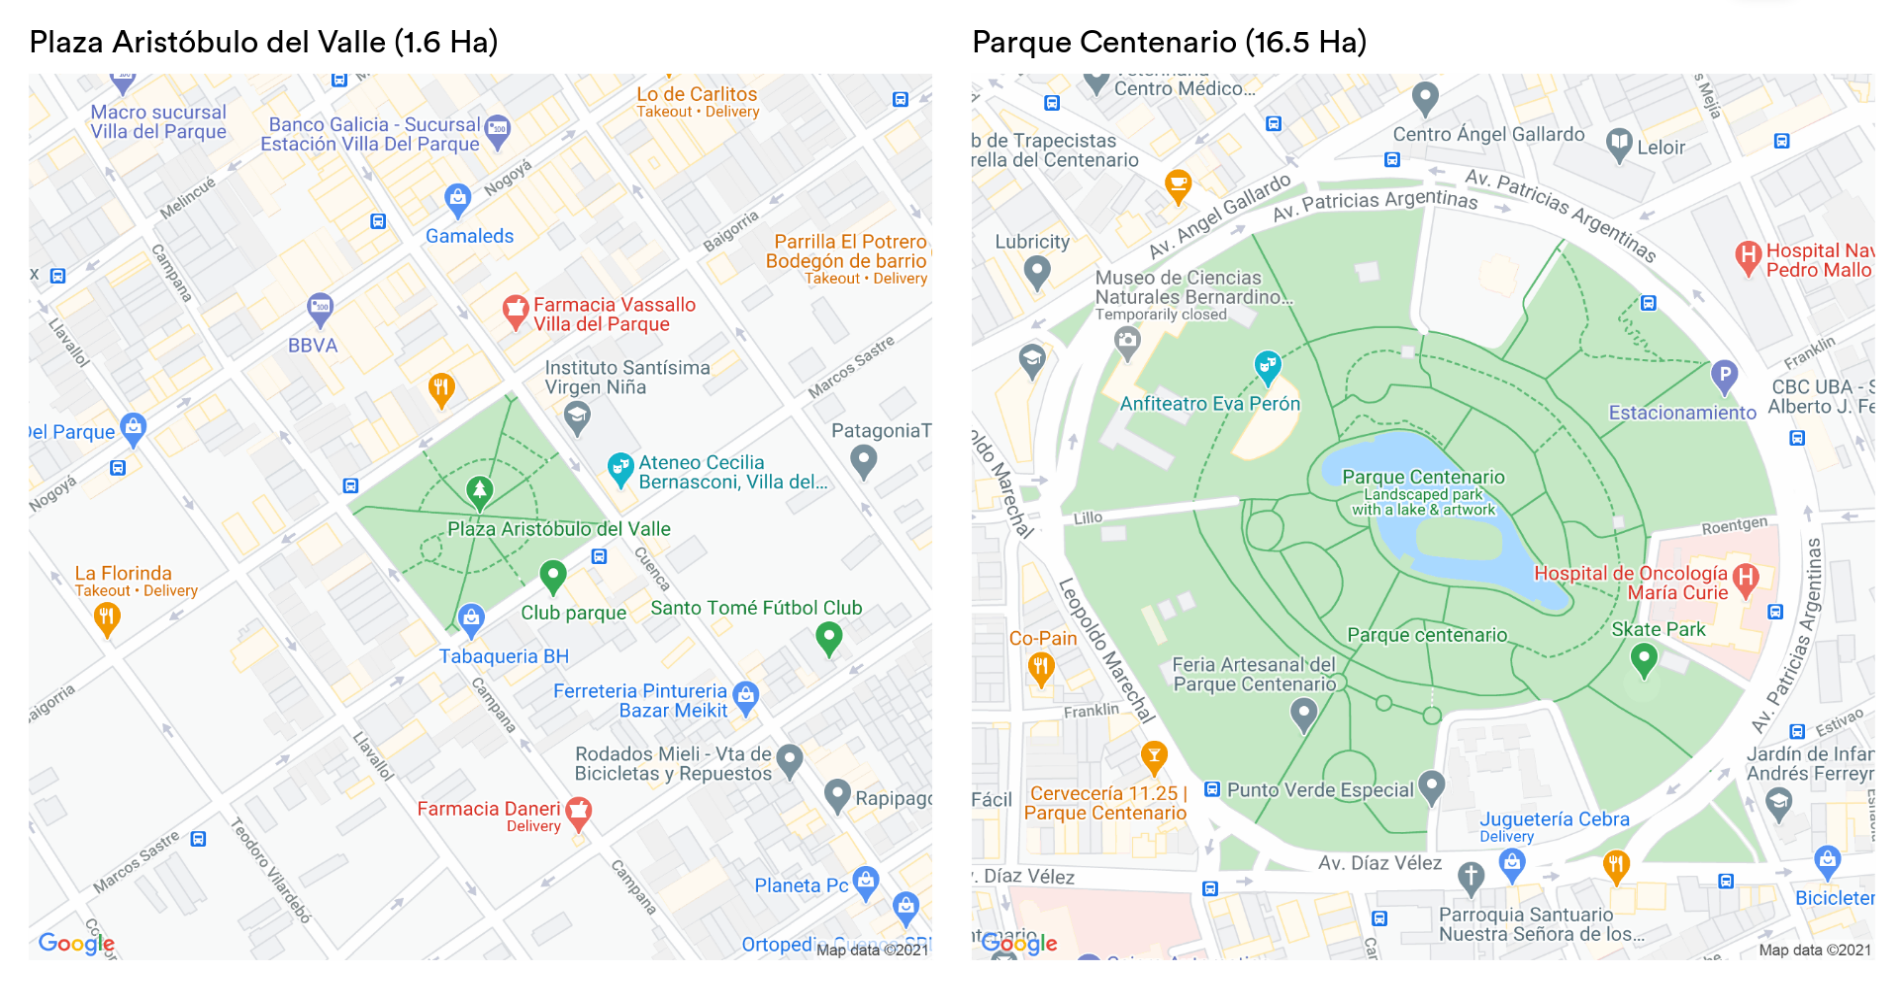 Plaza Aristóbulo del Valle (1.6 Ha)
Macro sucursal
Villa del Parque
Banco Galicia - Sucursal
Estación Villa Del Parque
Lo de Carlitos
Takeout • Delivery
Melincué
Nogoyá
Gamaleds
Baigorria
Parrilla El Potrero
Bodegón de barrio
Takeout • Delivery
x
Campana
Llavallol
BBVA
Farmacia Vassallo
Villa del Parque
Instituto Santísima
Virgen Niña
Marcos Sastre
Del Parque
PatagoniaT
Ateneo Cecilia
Bernasconi, Villa del...
Nogoyá
Plaza Aristóbulo del Valle
Cuenca
La Florinda
Takeout • Delivery
Club parque
Santo Tomé Fútbol Club
Tabaqueria BH
aigorria
Campana
Ferreteria Pintureria
Bazar Meikit
Llavallol
Rodados Mieli - Vta de
Bicicletas y Repuestos
Rapipago
Farmacia Daneri
Delivery
Marcos Sastre
Teodoro Vilardebó
Campana
Planeta Pc
Google
Map data ©2021
Parque Centenario (16.5 Ha)
Centro Médico...
b de Trapecistas
rella del Centenario
Centro Ángel Gallardo
Leloir
s Mejía
Av. Angel Gallardo
Av. Patricias Argentinas
Av. Patricias Argentinas
Lubricity
Museo de Ciencias
Naturales Bernardino...
Temporarily closed
Hospital Nav
Pedro Mallo
Franklin
P
Estacionamiento
CBC UBA - S
Alberto J. Fe
Anfiteatro Eva Perón
oldo Marechal
Parque Centenario
Landscaped park
with a lake & artwork
Lillo
Roentgen
Hospital de Oncología
María Curie
Leopoldo Marechal
Av. Patricias Argentinas
Co-Pain
Parque centenario
Skate Park
Feria Artesanal del
Parque Centenario
Franklin
Estivao
Jardín de Infan
Andrés Ferreyr
Fácil
Cervecería 11.25 |
Parque Centenario
Punto Verde Especial
Juguetería Cebra
Delivery
Av. Díaz Vélez
. Díaz Vélez
Biciclete
Parroquia Santuario
Nuestra Señora de los...
Google
Map data ©2021